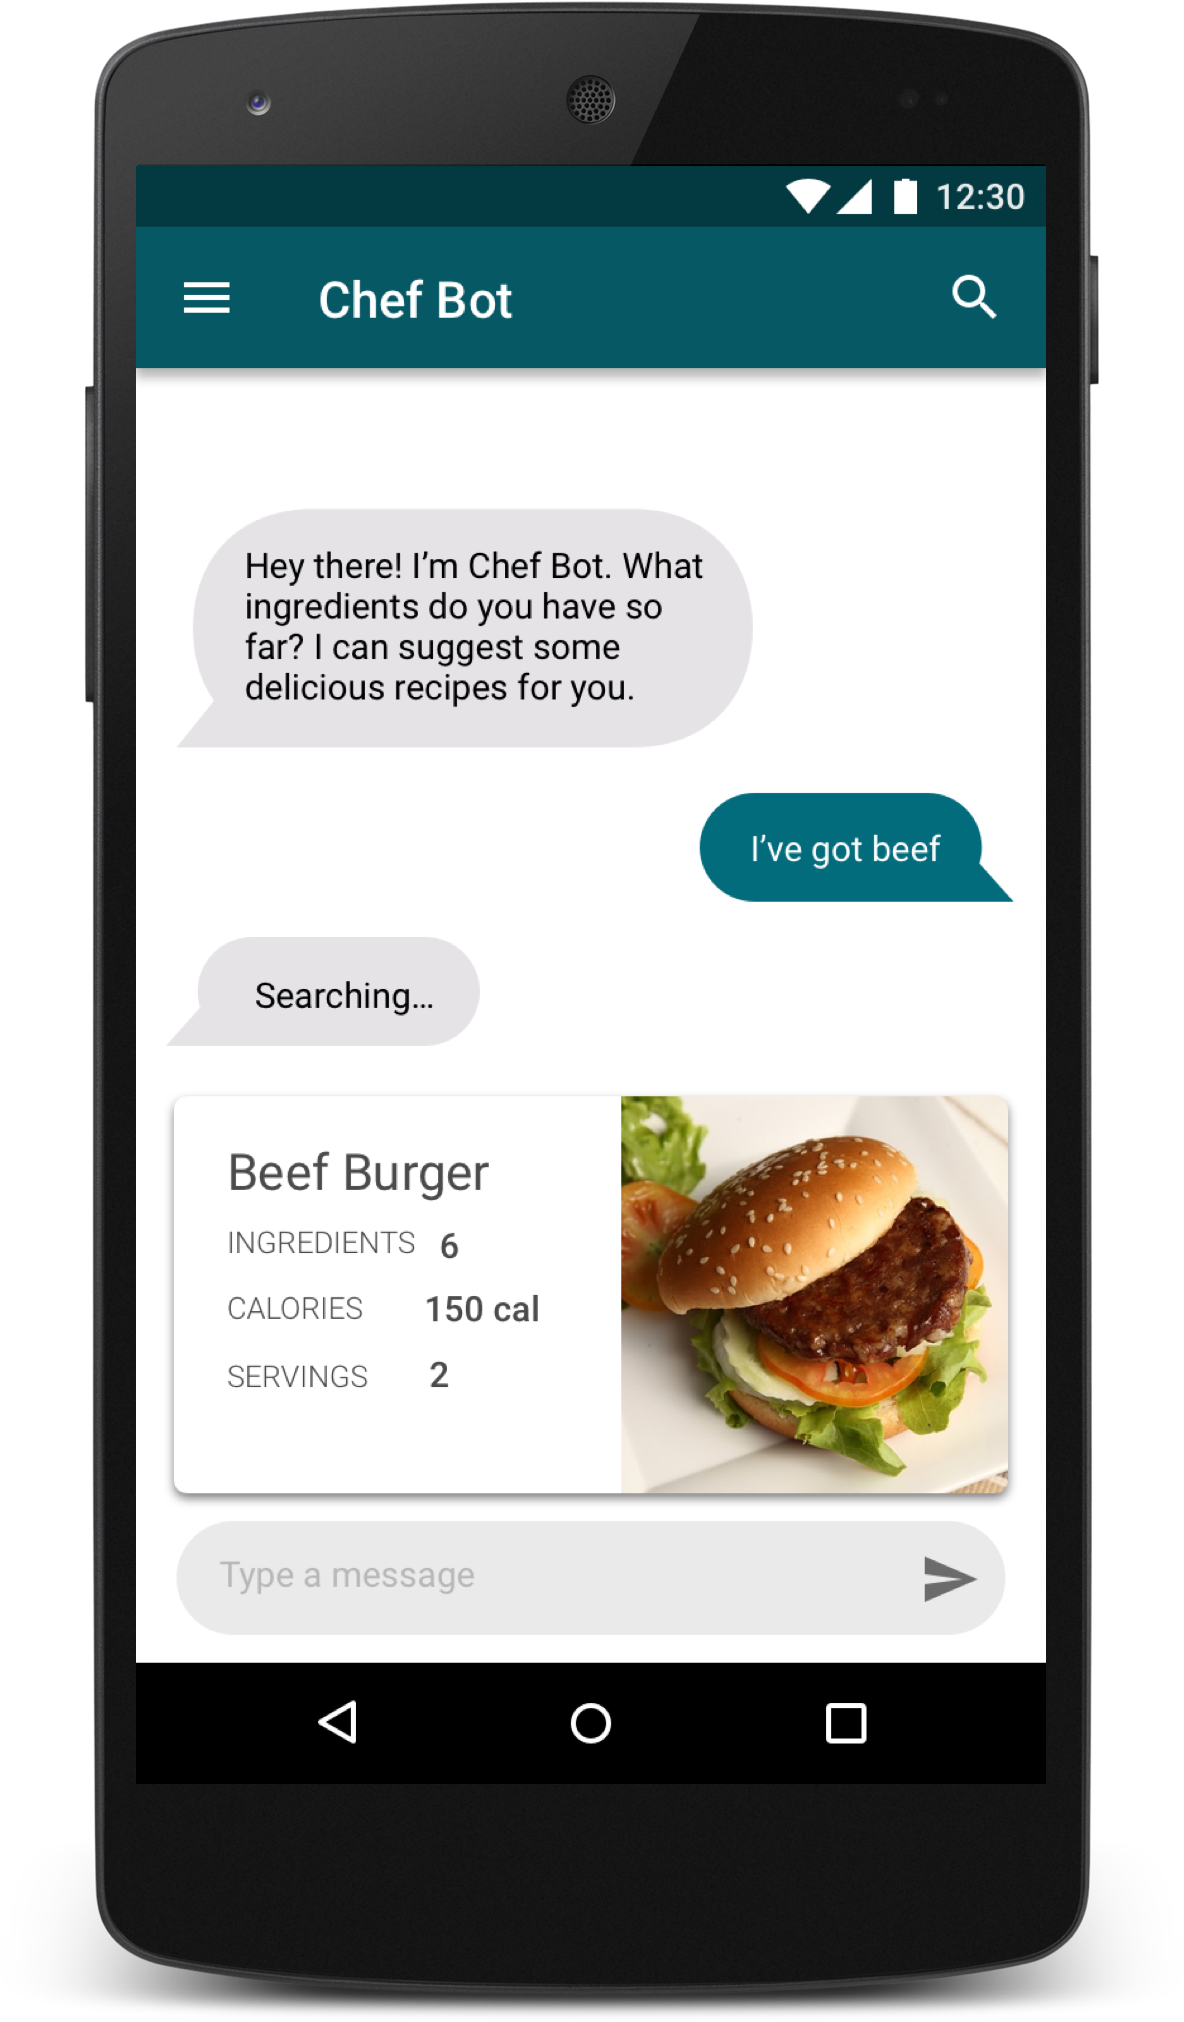 12:30
Chef Bot
Hey there! I’m Chef Bot. What
ingredients do you have so
far? I can suggest some
delicious recipes for you.
I’ve got beef
Searching...
Beef Burger
INGREDIENTS 6
CALORIES 150 cal
SERVINGS 2
Type a message